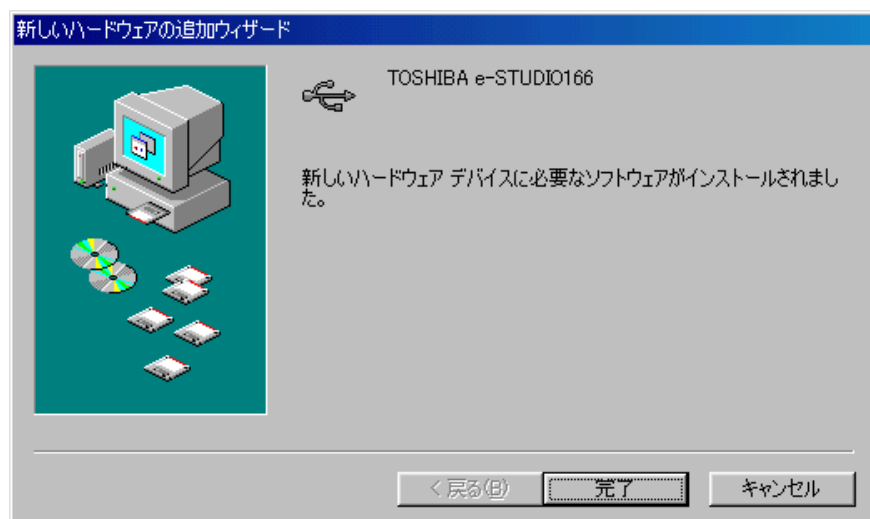 新しいハードウェアの追加ウィザード
TOSHIBA e-STUDIO166
新しいハードウェア デバイスに必要なソフトウェアがインストールされまし
た。
< 戻る(B)
完了
キャンセル